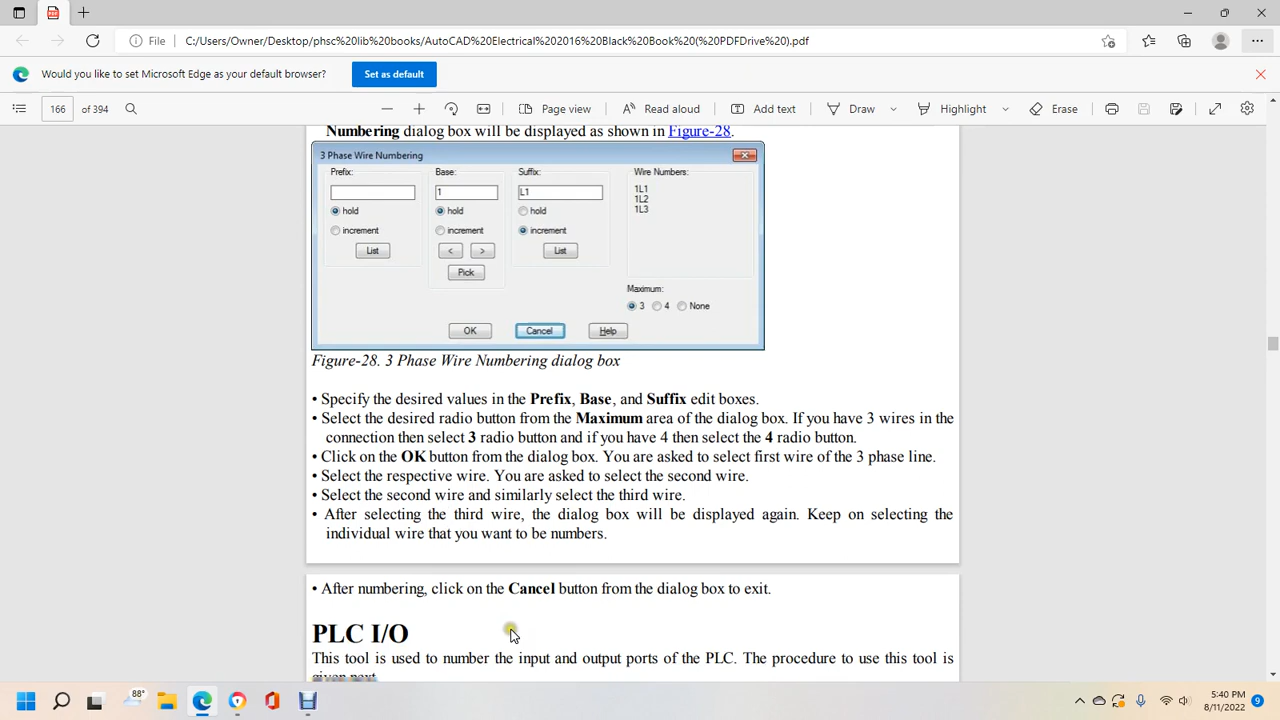 File C:/Users/Owner/Desktop/phsc%20lib%20books/AutoCAD%20Electrical%202016%20Black%20Book%20(%20PDFDrive%20).pdf
Would you like to set Microsoft Edge as your default browser? Set as default
166 of 394 Page view Read aloud Add text Draw Highlight Erase
Numbering dialog box will be displayed as shown in Figure-28.
3 Phase Wire Numbering
Prefix: Base: Suffix: Wire Numbers:
1 L1 1L1
1L2
hold hold hold 1L3
increment increment increment
List < > List
Pick
Maximum:
3 4 None
OK Cancel Help
Figure-28. 3 Phase Wire Numbering dialog box
• Specify the desired values in the Prefix, Base, and Suffix edit boxes.
• Select the desired radio button from the Maximum area of the dialog box. If you have 3 wires in the
connection then select 3 radio button and if you have 4 then select the 4 radio button.
• Click on the OK button from the dialog box. You are asked to select first wire of the 3 phase line.
• Select the respective wire. You are asked to select the second wire.
• Select the second wire and similarly select the third wire.
• After selecting the third wire, the dialog box will be displayed again. Keep on selecting the
individual wire that you want to be numbers.
• After numbering, click on the Cancel button from the dialog box to exit.
PLC I/O
This tool is used to number the input and output ports of the PLC. The procedure to use this tool is
given next.
88°
5:40 PM
8/11/2022
9